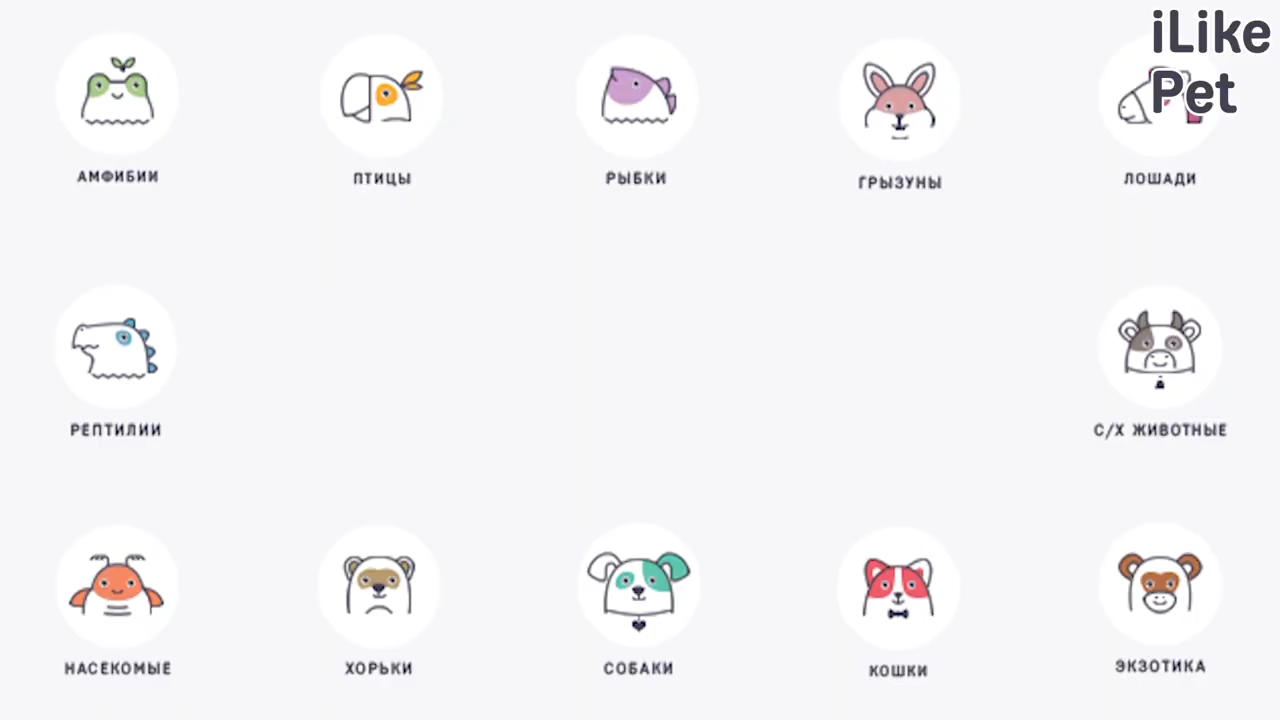 iLike
Pet
АМФИБИИ
ПТИЦЫ
РЫБКИ
ГРЫЗУНЫ
ЛОШАДИ
РЕПТИЛИИ
С/Х ЖИВОТНЫЕ
НАСЕКОМЫЕ
ХОРЬКИ
СОБАКИ
КОШКИ
ЭКЗОТИКА